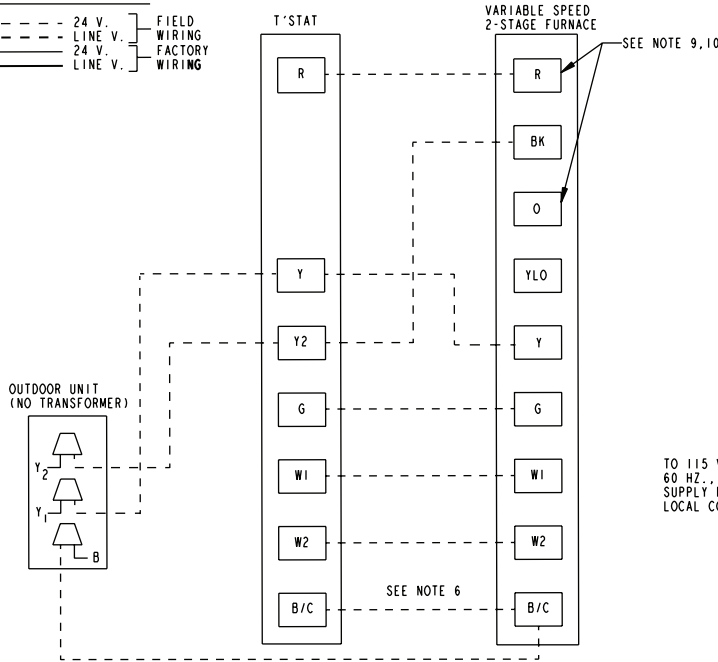 24 V.
LINE V.
FIELD
WIRING
24 V.
LINE V.
FACTORY
WIRING
T'STAT
VARIABLE SPEED
2-STAGE FURNACE
SEE NOTE 9,10
R
R
BK
O
Y
YLO
Y2
Y
OUTDOOR UNIT
(NO TRANSFORMER)
G
G
Y2
W1
W1
TO 115 V
60 HZ.,
SUPPLY
LOCAL
Y1
W2
W2
B
SEE NOTE 6
B/C
B/C